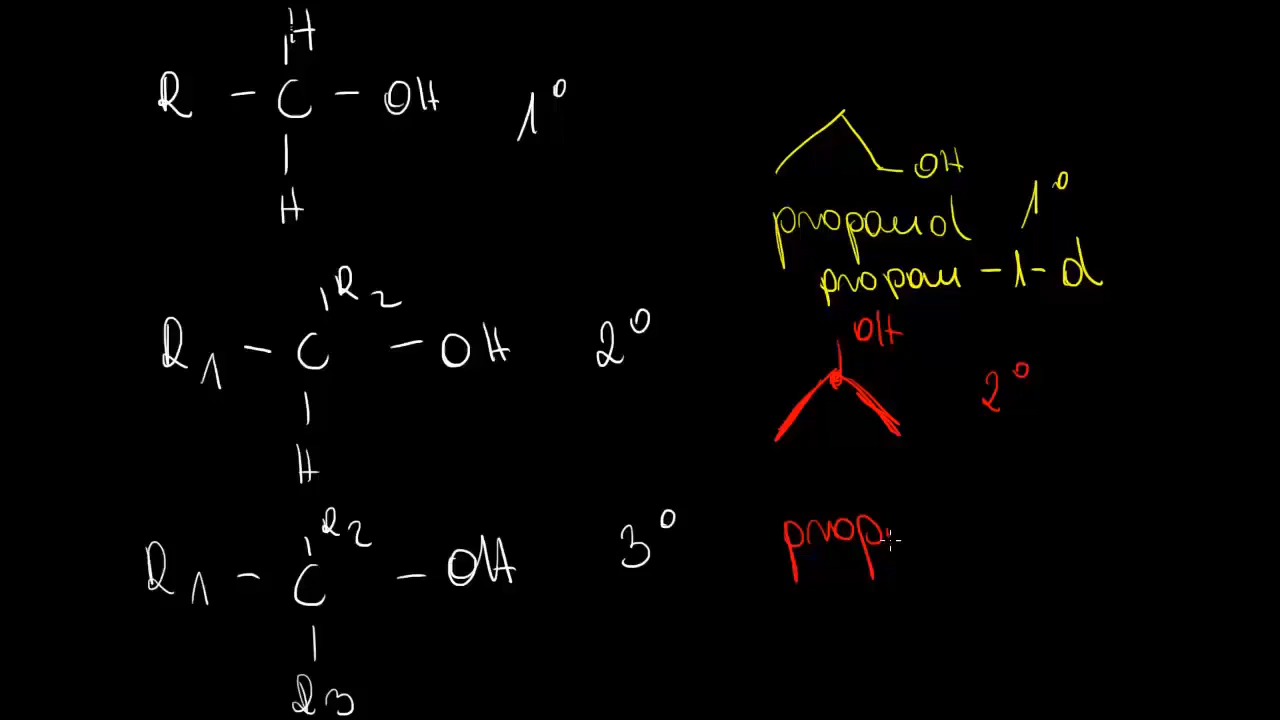 H
R - C - OH 1°
H
R1 - C - OH 2°
R2
H
R1 - C - OH 3°
R2
R3
OH
propanol 1°
propan-1-ol
OH
2°
prop